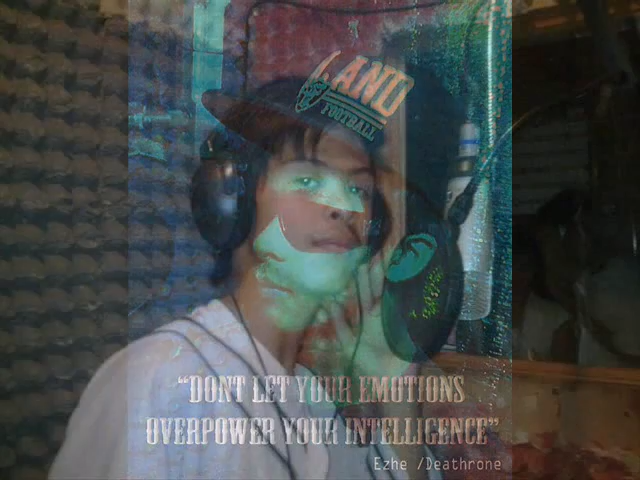 LAND
FOOTBALL
“DONT LET YOUR EMOTIONS
OVERPOWER YOUR INTELLIGENCE”
Ezhe /Deathrone